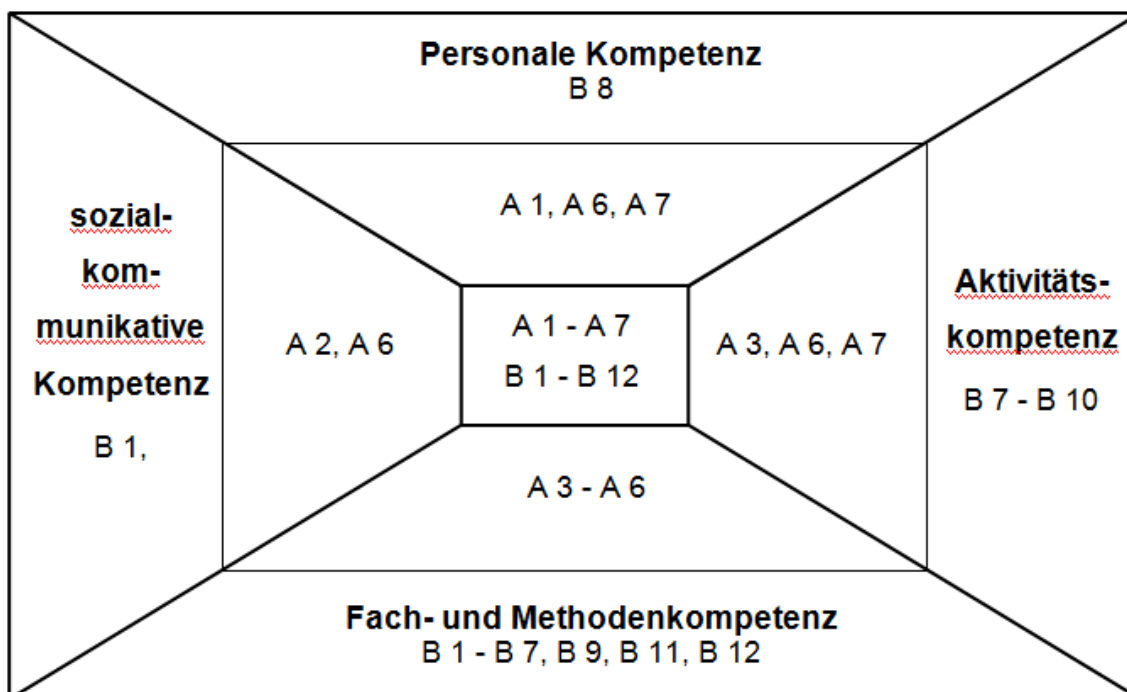 Personale Kompetenz
B 8
A 1, A 6, A 7
sozial-
kom-
munikative
Kompetenz
B 1,
A 2, A 6
A 1 - A 7
B 1 - B 12
A 3, A 6, A 7
Aktivitäts-
kompetenz
B 7 - B 10
A 3 - A 6
Fach- und Methodenkompetenz
B 1 - B 7, B 9, B 11, B 12